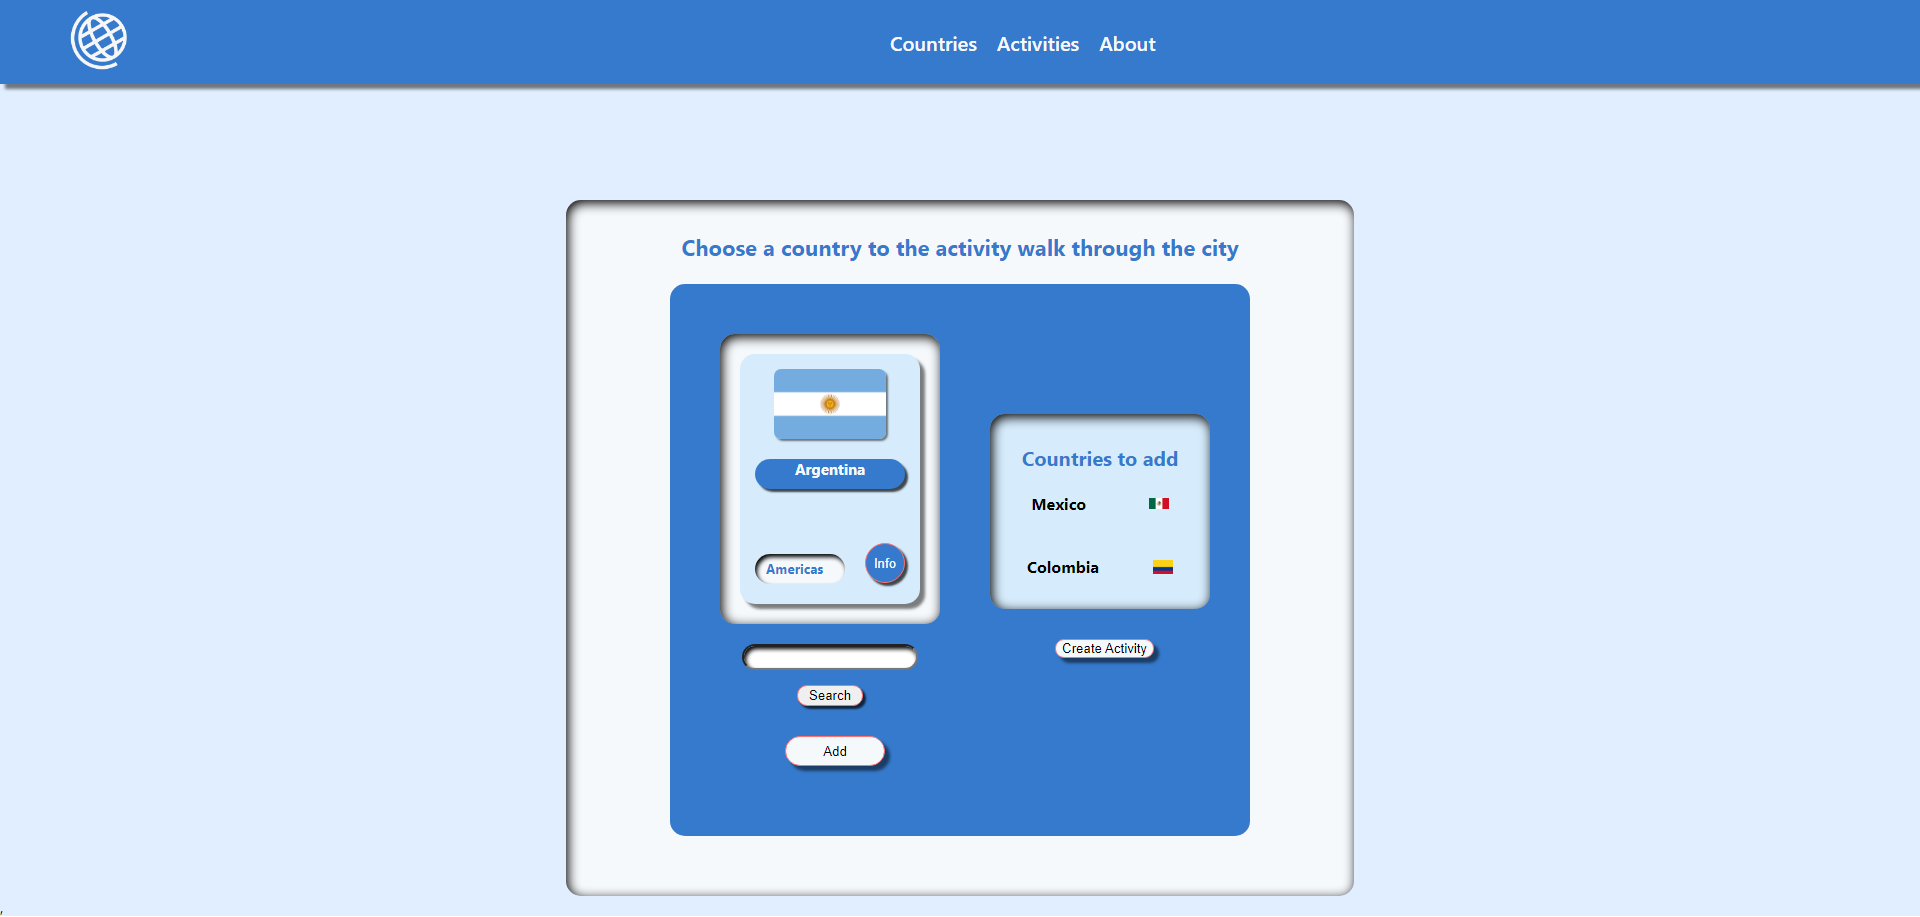 Countries Activities About
Choose a country to the activity walk through the city
Argentina
Americas
Info
Search
Add
Countries to add
Mexico
Colombia
Create Activity
,